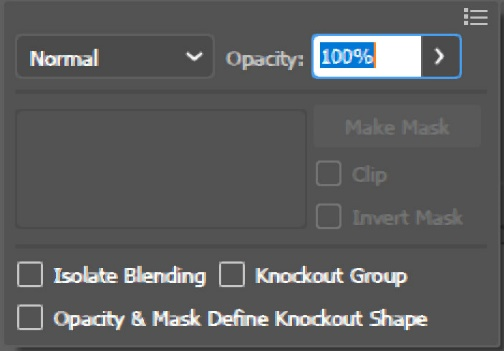 Normal Opacity: 100%
Make Mask
Clip
Invert Mask
Isolate Blending Knockout Group
Opacity & Mask Define Knockout Shape